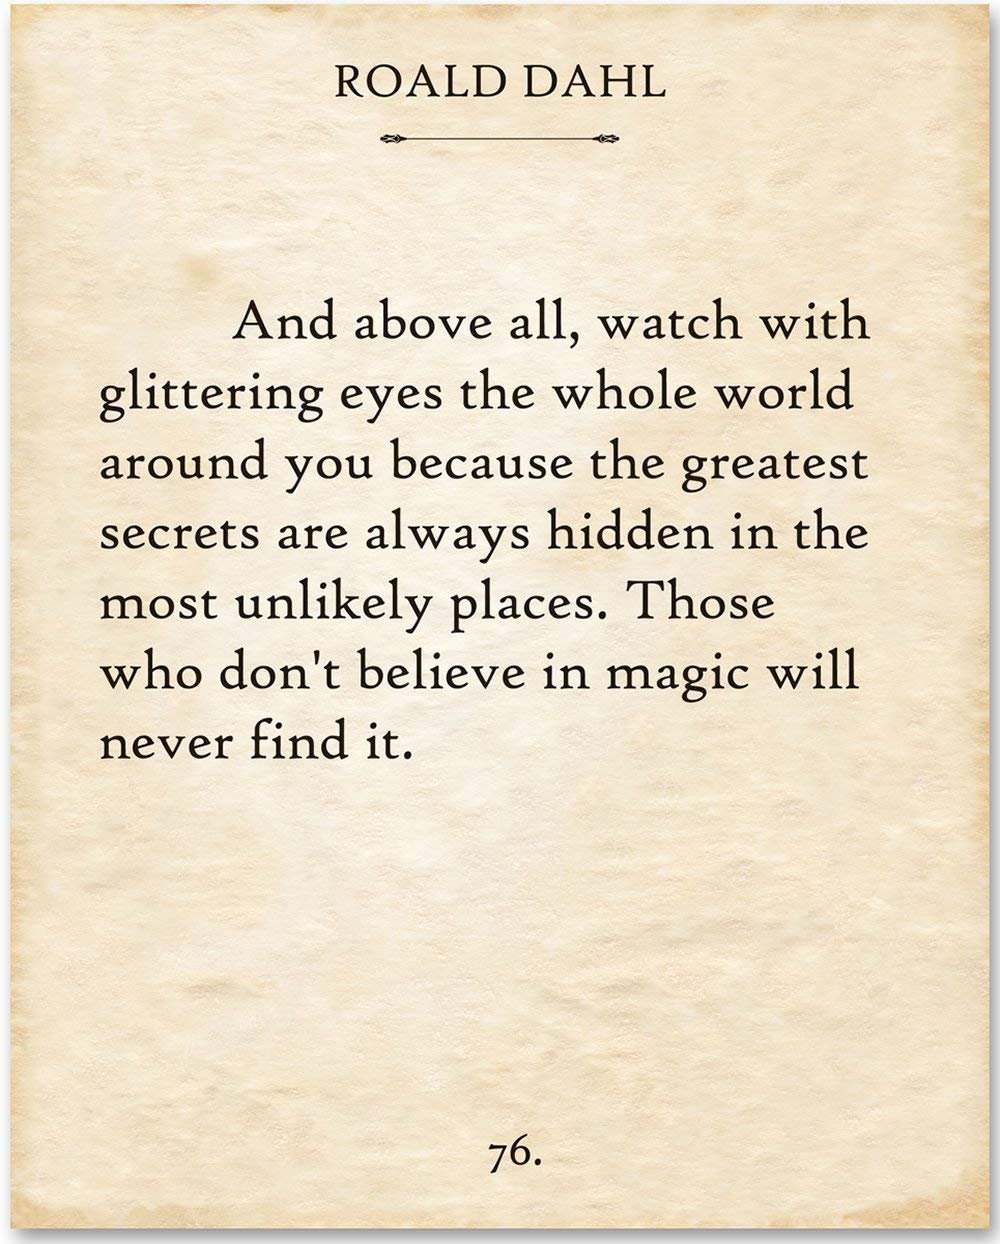 ROALD DAHL
And above all, watch with
glittering eyes the whole world
around you because the greatest
secrets are always hidden in the
most unlikely places. Those
who don't believe in magic will
never find it.
76.